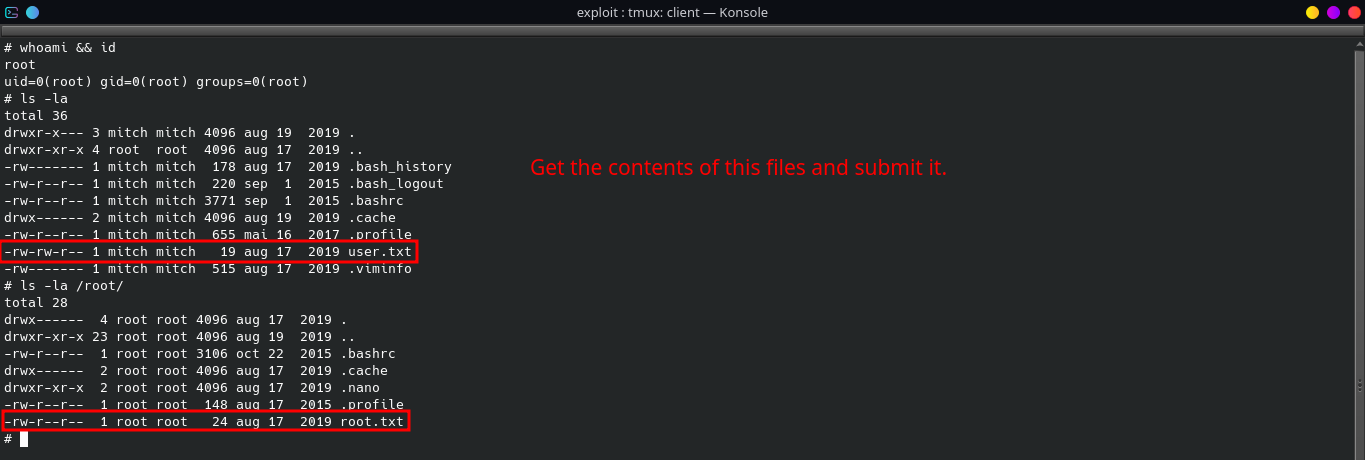 exploit : tmux: client — Konsole
# whoami && id
root
uid=0(root) gid=0(root) groups=0(root)
# ls -la
total 36
drwxr-x--- 3 mitch mitch 4096 aug 19  2019 .
drwxr-xr-x 4 root  root  4096 aug 17  2019 ..
-rw------- 1 mitch mitch  178 aug 17  2019 .bash_history
Get the contents of this files and submit it.
-rw-r--r-- 1 mitch mitch  220 sep  1  2015 .bash_logout
-rw-r--r-- 1 mitch mitch 3771 sep  1  2015 .bashrc
drwx------ 2 mitch mitch 4096 aug 19  2019 .cache
-rw-r--r-- 1 mitch mitch  655 mai 16  2017 .profile
-rw-rw-r-- 1 mitch mitch   19 aug 17  2019 user.txt
-rw------- 1 mitch mitch  515 aug 17  2019 .viminfo
# ls -la /root/
total 28
drwx------  4 root root 4096 aug 17  2019 .
drwxr-xr-x 23 root root 4096 aug 19  2019 ..
-rw-r--r--  1 root root 3106 oct 22  2015 .bashrc
drwx------  2 root root 4096 aug 17  2019 .cache
drwxr-xr-x  2 root root 4096 aug 17  2019 .nano
-rw-r--r--  1 root root  148 aug 17  2015 .profile
-rw-r--r--  1 root root   24 aug 17  2019 root.txt
#